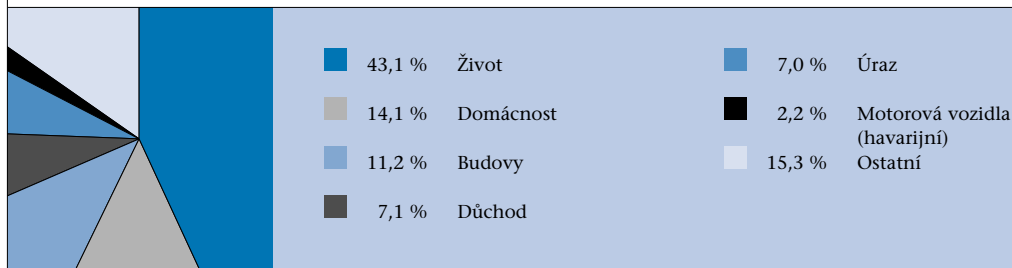 43,1 % Život
14,1 % Domácnost
11,2 % Budovy
7,1 % Důchod
7,0 % Úraz
2,2 % Motorová vozidla
(havarijní)
15,3 % Ostatní